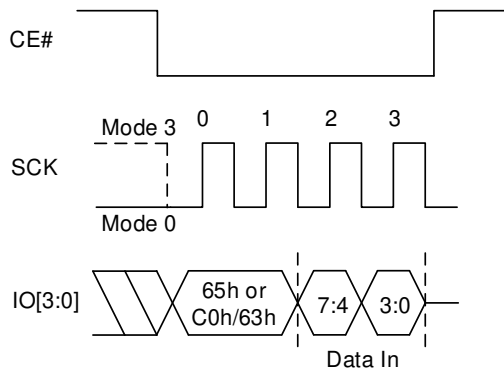 CE#
Mode 3
0 1 2 3
SCK
Mode 0
IO[3:0]
65h or
C0h/63h
7:4 3:0
Data In